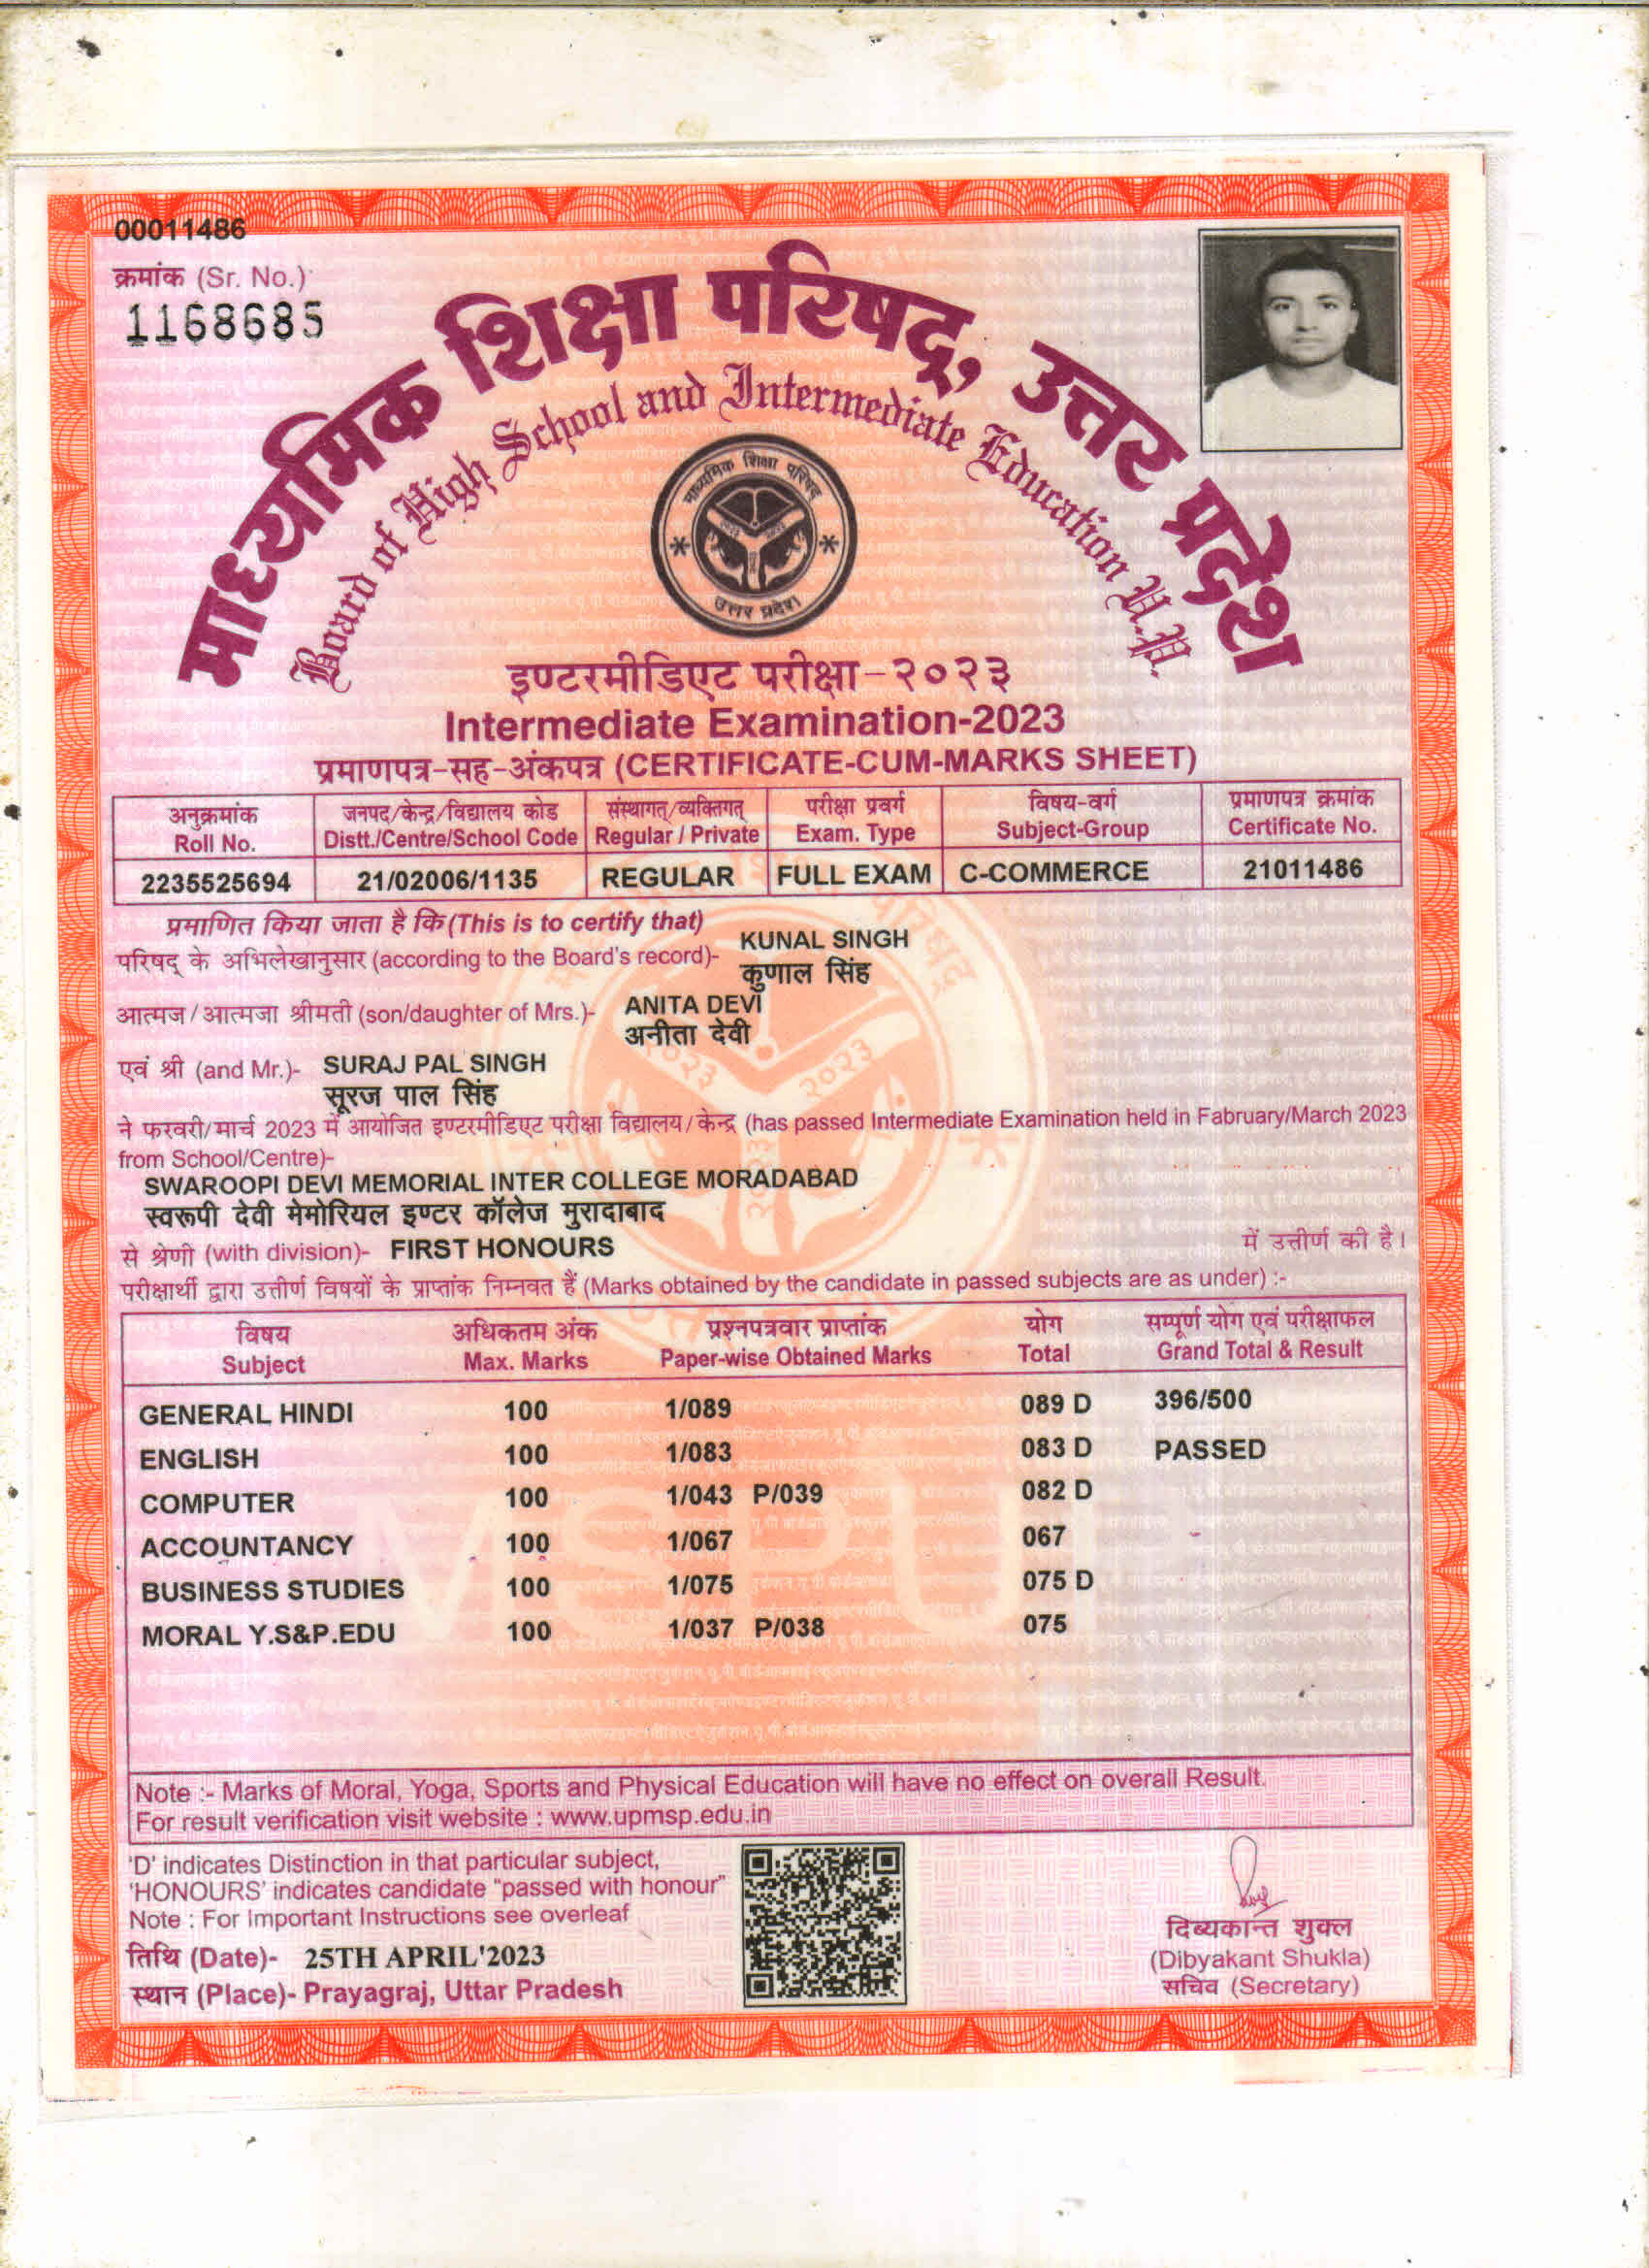 00011486
क्रमांक (Sr. No.)
1168685
माध्यमिक शिक्षा परिषद्, उत्तर प्रदेश
Board of High School and Intermediate Education U.P.
माध्यमिक शिक्षा परिषद्
उत्तर प्रदेश
इण्टरमीडिएट परीक्षा-२०२३
Intermediate Examination-2023
प्रमाणपत्र-सह-अंकपत्र (CERTIFICATE-CUM-MARKS SHEET)
अनुक्रमांक जनपद/केन्द्र/विद्यालय कोड संस्थागत्/व्यक्तिगत् परीक्षा प्रवर्ग विषय-वर्ग प्रमाणपत्र क्रमांक
Roll No. Distt./Centre/School Code Regular / Private Exam. Type Subject-Group Certificate No.
2235525694 21/02006/1135 REGULAR FULL EXAM C-COMMERCE 21011486
प्रमाणित किया जाता है कि (This is to certify that)
परिषद् के अभिलेखानुसार (according to the Board's record)- KUNAL SINGH
कुणाल सिंह
आत्मज/आत्मजा श्रीमती (son/daughter of Mrs.)- ANITA DEVI
अनीता देवी
एवं श्री (and Mr.)- SURAJ PAL SINGH
सूरज पाल सिंह
ने फरवरी/मार्च 2023 में आयोजित इण्टरमीडिएट परीक्षा विद्यालय/केन्द्र (has passed Intermediate Examination held in Fabruary/March 2023
from School/Centre)-
SWAROOPI DEVI MEMORIAL INTER COLLEGE MORADABAD
स्वरूपी देवी मेमोरियल इण्टर कॉलेज मुरादाबाद
से श्रेणी (with division)- FIRST HONOURS में उत्तीर्ण की है।
परीक्षार्थी द्वारा उत्तीर्ण विषयों के प्राप्तांक निम्नवत हैं (Marks obtained by the candidate in passed subjects are as under) :-
विषय अधिकतम अंक प्रश्नपत्रवार प्राप्तांक योग सम्पूर्ण योग एवं परीक्षाफल
Subject Max. Marks Paper-wise Obtained Marks Total Grand Total & Result
GENERAL HINDI 100 1/089 089 D 396/500
ENGLISH 100 1/083 083 D PASSED
COMPUTER 100 1/043 P/039 082 D
ACCOUNTANCY 100 1/067 067
BUSINESS STUDIES 100 1/075 075 D
MORAL Y.S&P.EDU 100 1/037 P/038 075
Note :- Marks of Moral, Yoga, Sports and Physical Education will have no effect on overall Result.
For result verification visit website : www.upmsp.edu.in
'D' indicates Distinction in that particular subject,
'HONOURS' indicates candidate "passed with honour"
Note : For Important Instructions see overleaf
तिथि (Date)- 25TH APRIL'2023
स्थान (Place)- Prayagraj, Uttar Pradesh
दिब्यकान्त शुक्ल
(Dibyakant Shukla)
सचिव (Secretary)